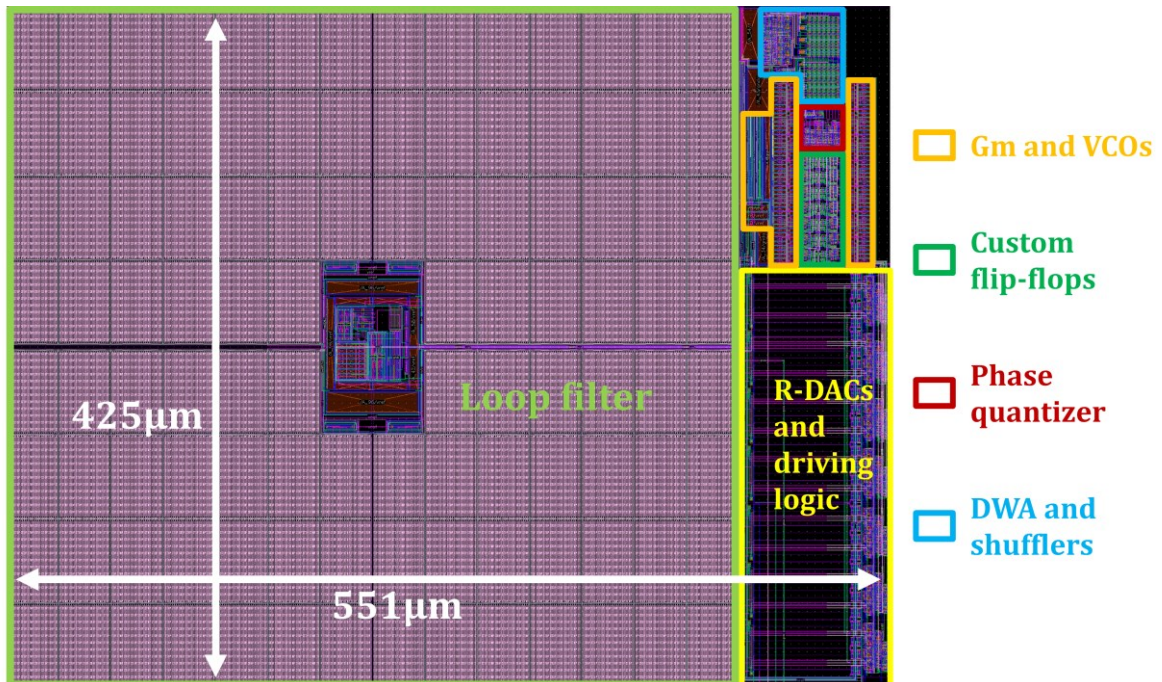 Gm and VCOs
Custom
flip-flops
Phase
quantizer
DWA and
shufflers
Loop filter
R-DACs
and
driving
logic
425μm
551μm